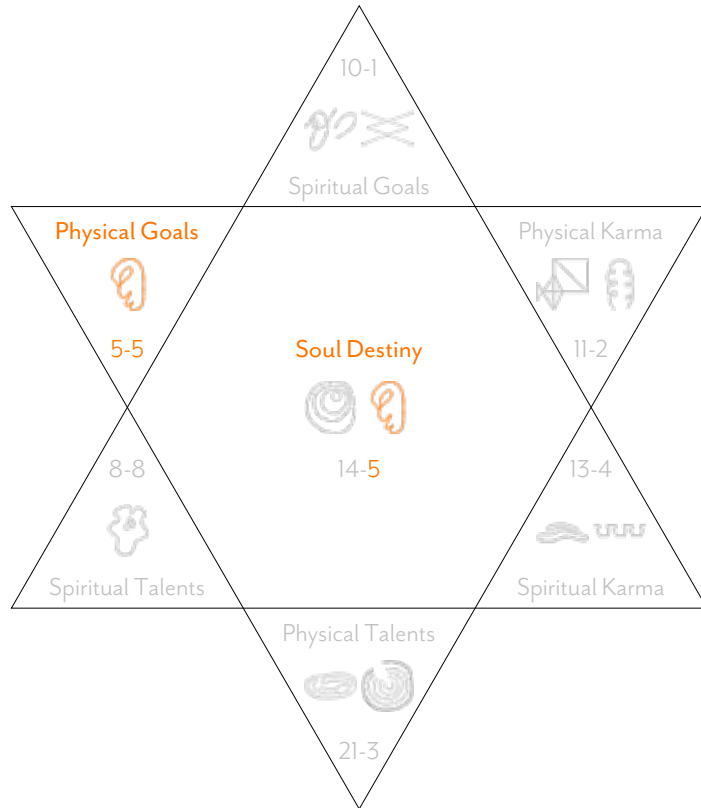 10-1
Spiritual Goals
Physical Goals
5-5
Physical Karma
11-2
Soul Destiny
14-5
8-8
Spiritual Talents
13-4
Spiritual Karma
Physical Talents
21-3